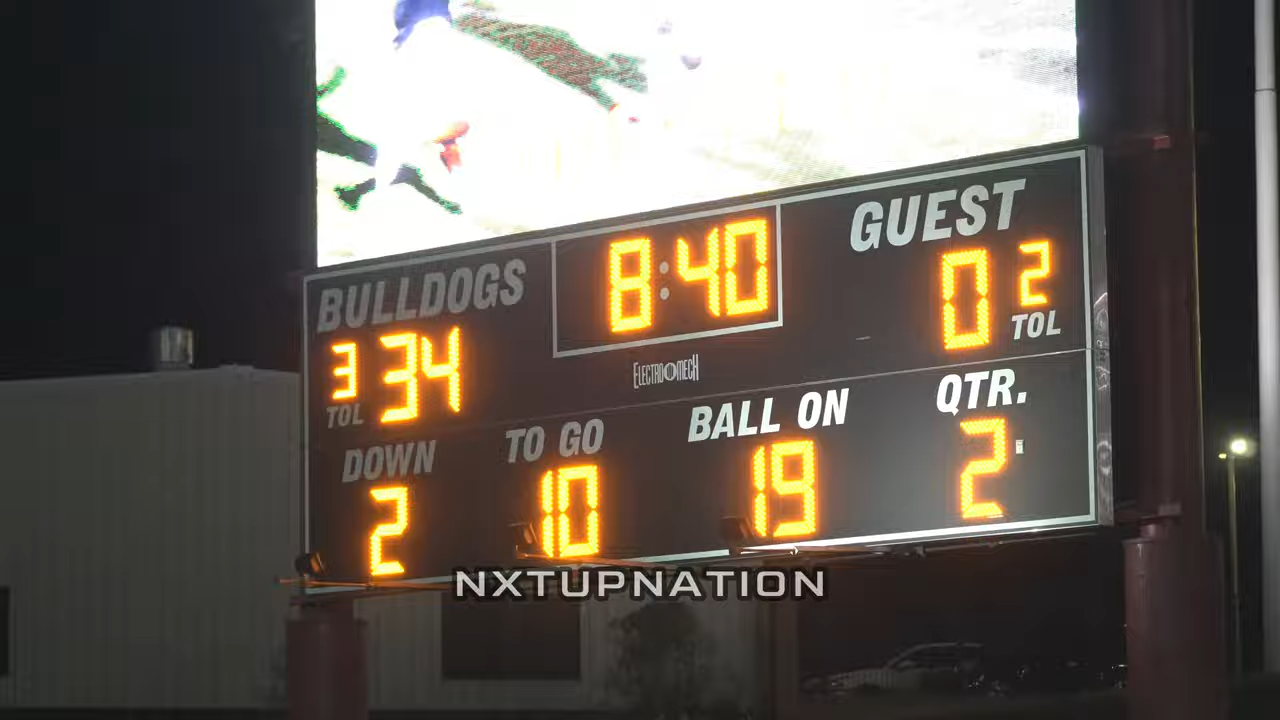 BULLDOGS 8:40 GUEST
3 34 0 2
TOL TOL
ELECTRO-MECH
DOWN TO GO BALL ON QTR.
2 10 19 2
NXTUPNATION